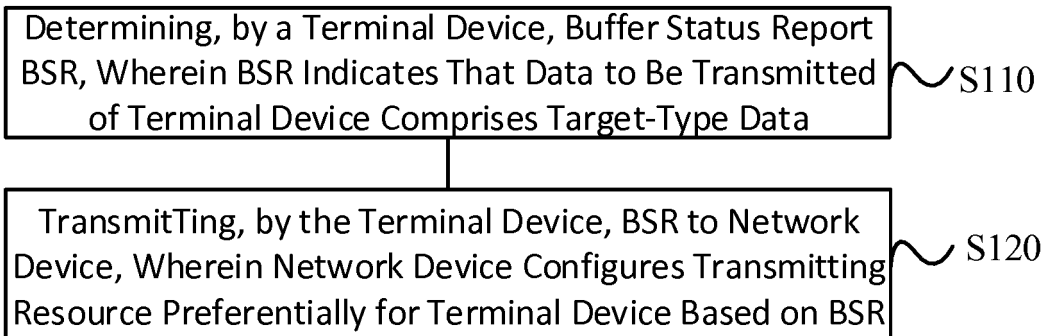 Determining, by a Terminal Device, Buffer Status Report
BSR, Wherein BSR Indicates That Data to Be Transmitted
of Terminal Device Comprises Target-Type Data
S110
TransmitTing, by the Terminal Device, BSR to Network
Device, Wherein Network Device Configures Transmitting
Resource Preferentially for Terminal Device Based on BSR
S120